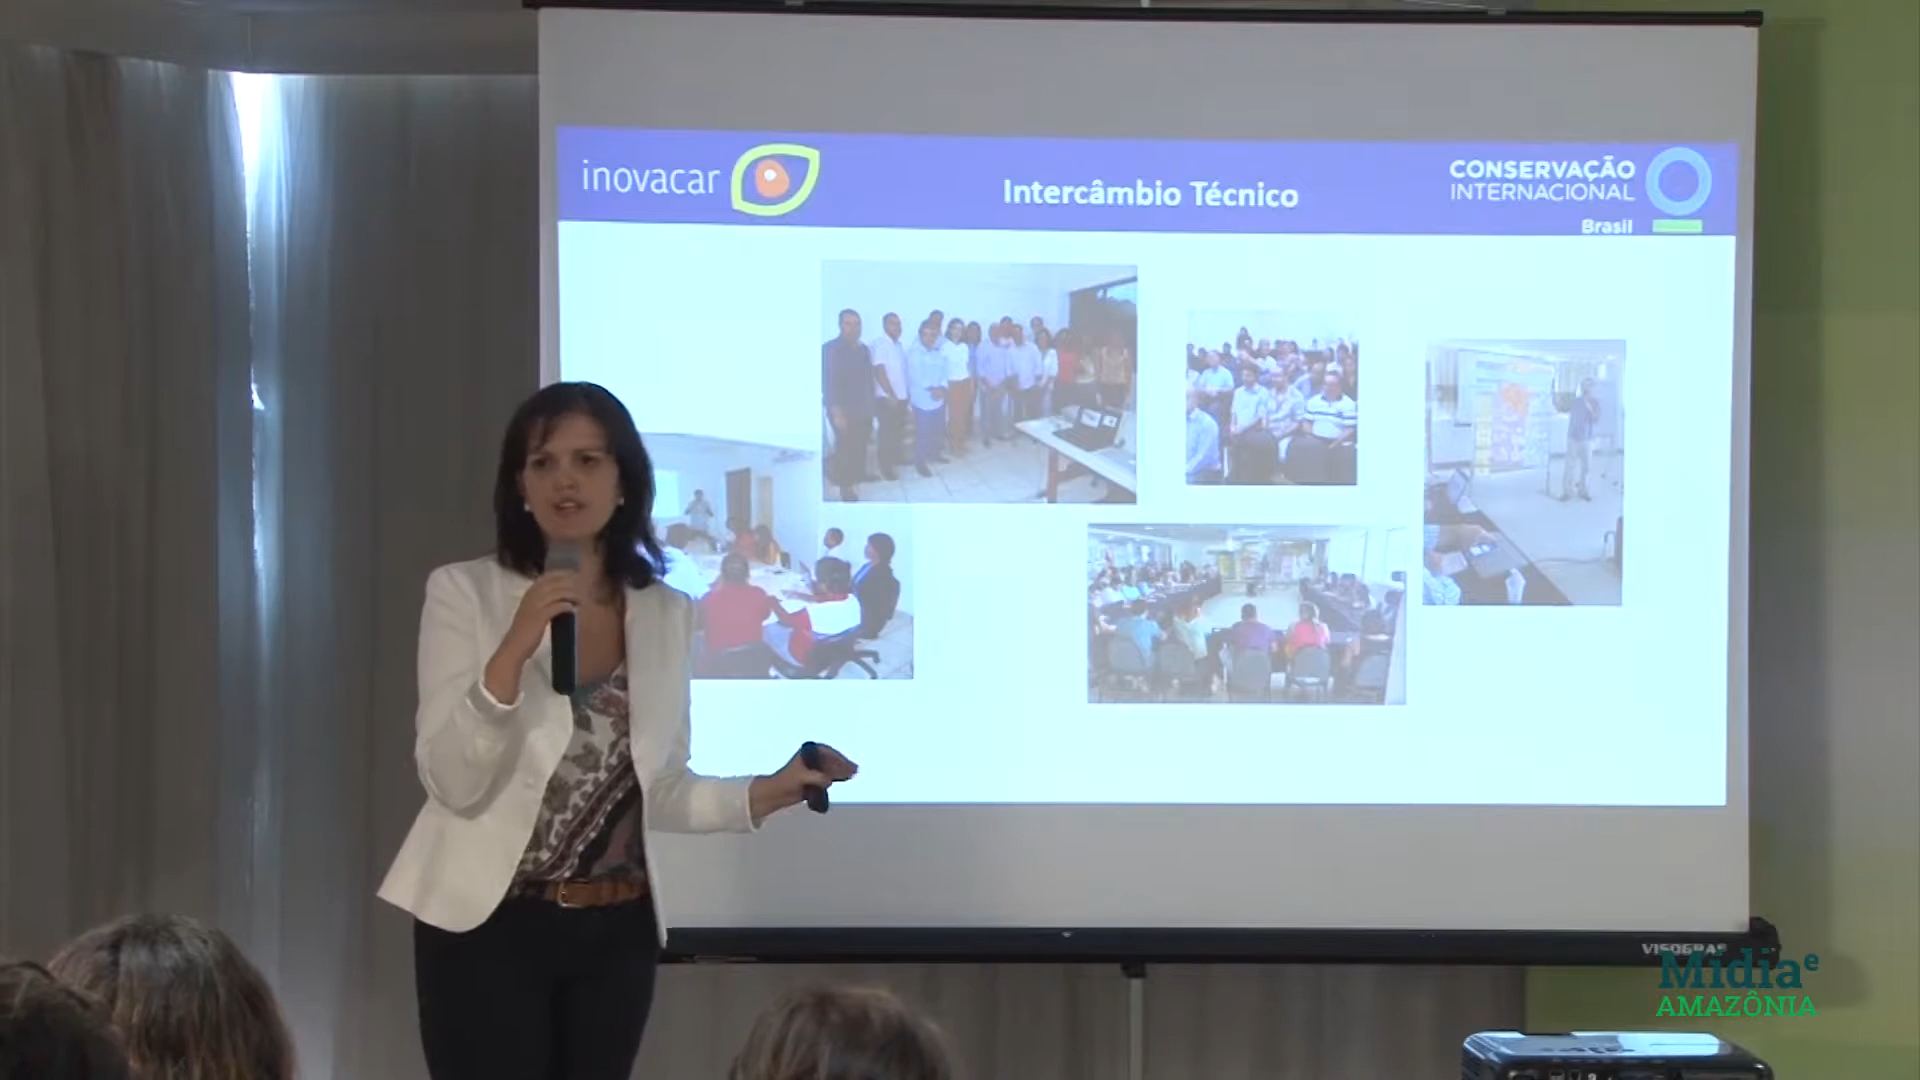 inovacar
Intercâmbio Técnico
CONSERVAÇÃO
INTERNACIONAL
Brasil
VISOGRAF
Mídia e
AMAZÔNIA